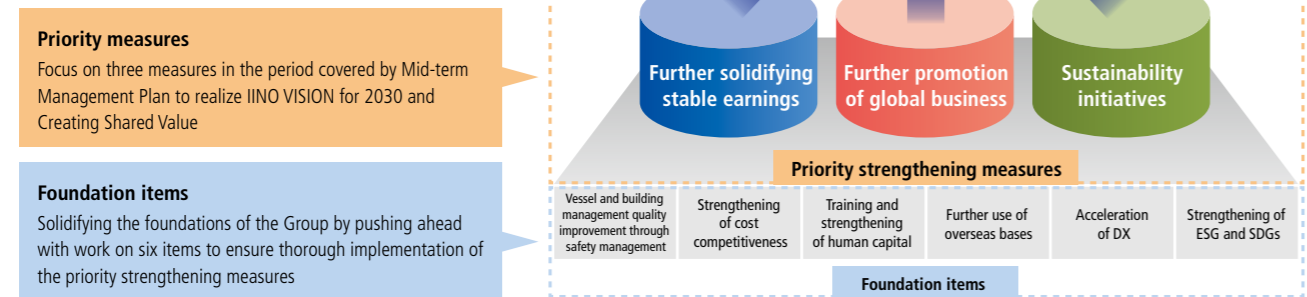 Priority measures
Focus on three measures in the period covered by Mid-term
Management Plan to realize IINO VISION for 2030 and
Creating Shared Value
Foundation items
Solidifying the foundations of the Group by pushing ahead
with work on six items to ensure thorough implementation of
the priority strengthening measures
Further solidifying
stable earnings
Further promotion
of global business
Sustainability
initiatives
Priority strengthening measures
Vessel and building
management quality
improvement through
safety management
Strengthening
of cost
competitiveness
Training and
strengthening
of human capital
Further use of
overseas bases
Acceleration
of DX
Strengthening of
ESG and SDGs
Foundation items